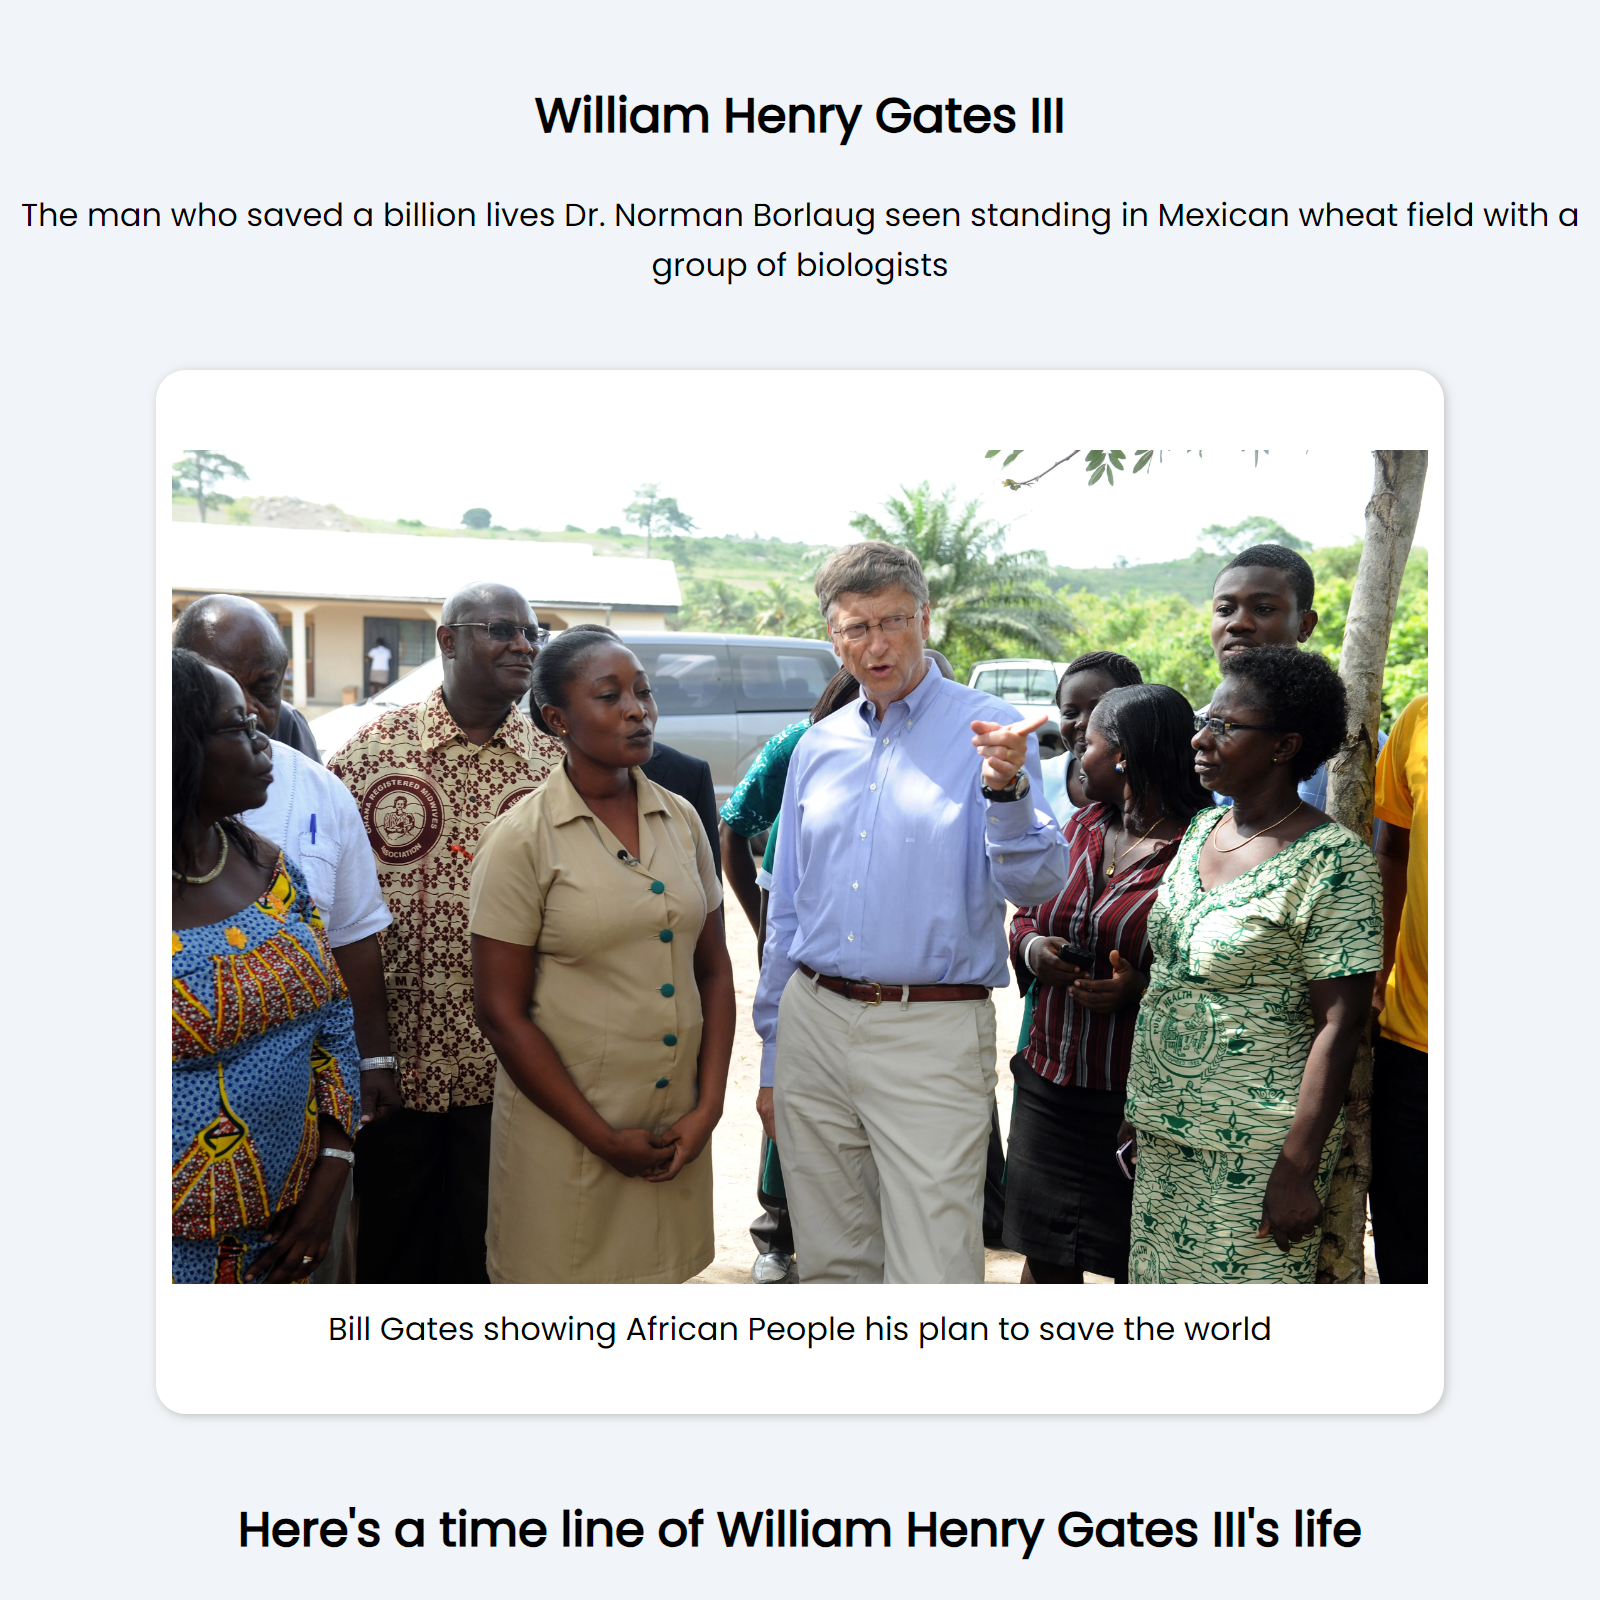 William Henry Gates III
The man who saved a billion lives Dr. Norman Borlaug seen standing in Mexican wheat field with a
group of biologists
GHANA REGISTERED MIDWIVES
ASSOCIATION
HEALTH
Bill Gates showing African People his plan to save the world
Here's a time line of William Henry Gates III's life